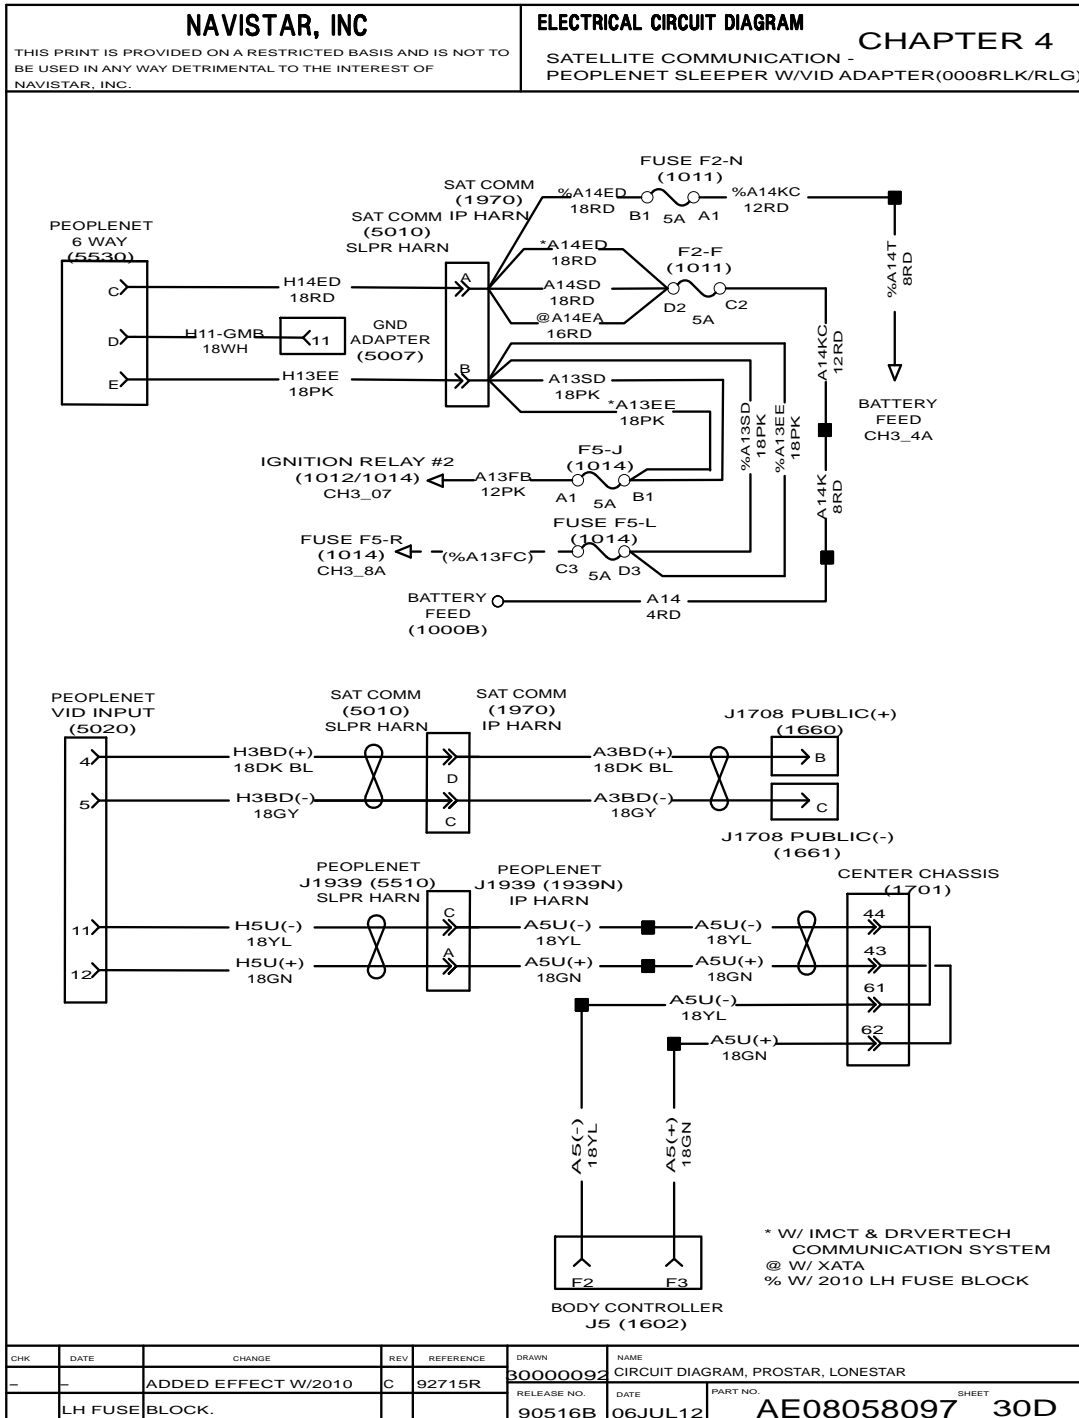 NAVISTAR, INC
THIS PRINT IS PROVIDED ON A RESTRICTED BASIS AND IS NOT TO
BE USED IN ANY WAY DETRIMENTAL TO THE INTEREST OF
NAVISTAR, INC.
ELECTRICAL CIRCUIT DIAGRAM
CHAPTER 4
SATELLITE COMMUNICATION -
PEOPLENET SLEEPER W/VID ADAPTER(0008RLK/RLG)
FUSE F2-N
(1011)
%A14ED
18RD
B1
5A
A1
%A14KC
12RD
SAT COMM
(1970)
IP HARN
SAT COMM
(5010)
SLPR HARN
PEOPLENET
6 WAY
(5530)
*A14ED
18RD
F2-F
(1011)
%A14T
8RD
C
H14ED
18RD
A
A14SD
18RD
D2
5A
C2
@A14EA
16RD
D
H11-GMB
18WH
11
GND
ADAPTER
(5007)
A14KC
12RD
E
H13EE
18PK
B
A13SD
18PK
*A13EE
18PK
%A13SD
18PK
%A13EE
18PK
BATTERY
FEED
CH3_4A
IGNITION RELAY #2
(1012/1014)
CH3_07
A13FB
12PK
F5-J
(1014)
A1
5A
B1
A14K
8RD
FUSE F5-R
(1014)
CH3_8A
(%A13FC)
FUSE F5-L
(1014)
C3
5A
D3
BATTERY
FEED
(1000B)
A14
4RD
PEOPLENET
VID INPUT
(5020)
SAT COMM
(5010)
SLPR HARN
SAT COMM
(1970)
IP HARN
J1708 PUBLIC(+)
(1660)
4
H3BD(+)
18DK BL
D
A3BD(+)
18DK BL
B
5
H3BD(-)
18GY
C
A3BD(-)
18GY
C
J1708 PUBLIC(-)
(1661)
PEOPLENET
J1939 (5510)
SLPR HARN
PEOPLENET
J1939 (1939N)
IP HARN
CENTER CHASSIS
(1701)
11
H5U(-)
18YL
C
A5U(-)
18YL
A5U(-)
18YL
44
12
H5U(+)
18GN
A
A5U(+)
18GN
A5U(+)
18GN
43
A5U(-)
18YL
61
A5U(+)
18GN
62
A5(-)
18YL
A5(+)
18GN
F2
F3
BODY CONTROLLER
J5 (1602)
* W/ IMCT & DRVERTECH
COMMUNICATION SYSTEM
@ W/ XATA
% W/ 2010 LH FUSE BLOCK
CHK DATE CHANGE REV REFERENCE
– – ADDED EFFECT W/2010 C 92715R
LH FUSE BLOCK.
DRAWN
30000092
NAME
CIRCUIT DIAGRAM, PROSTAR, LONESTAR
RELEASE NO.
90516B
DATE
06JUL12
PART NO.
AE08058097
SHEET
30D